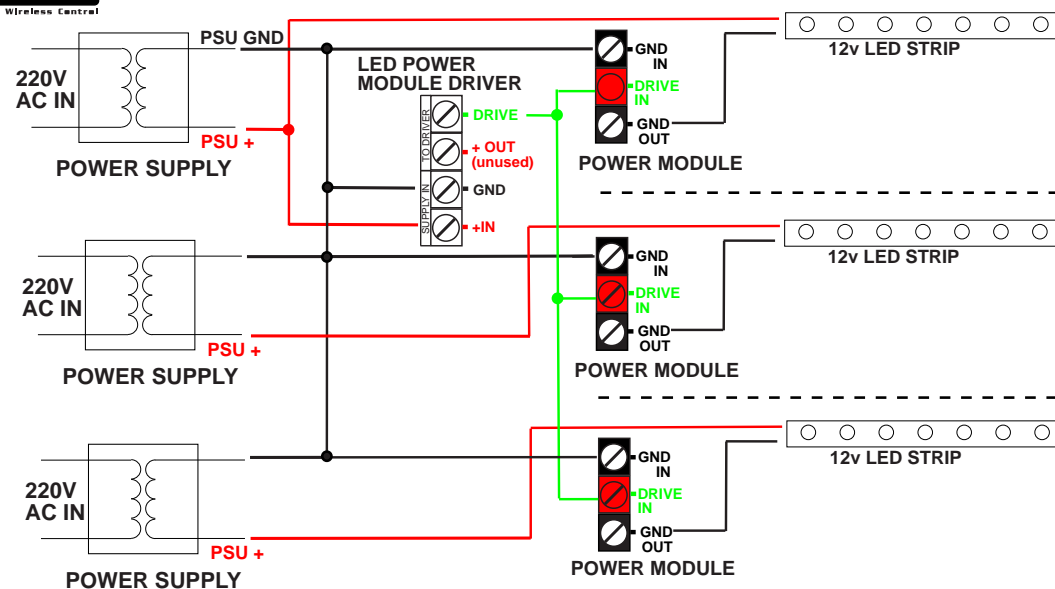 Wireless Control
PSU GND
220V
AC IN
PSU +
POWER SUPPLY
LED POWER
MODULE DRIVER
TO DRIVER
SUPPLY IN
DRIVE
+ OUT
(unused)
GND
+IN
GND
IN
DRIVE
IN
GND
OUT
POWER MODULE
12v LED STRIP
220V
AC IN
PSU +
POWER SUPPLY
GND
IN
DRIVE
IN
GND
OUT
POWER MODULE
12v LED STRIP
220V
AC IN
PSU +
POWER SUPPLY
GND
IN
DRIVE
IN
GND
OUT
POWER MODULE
12v LED STRIP